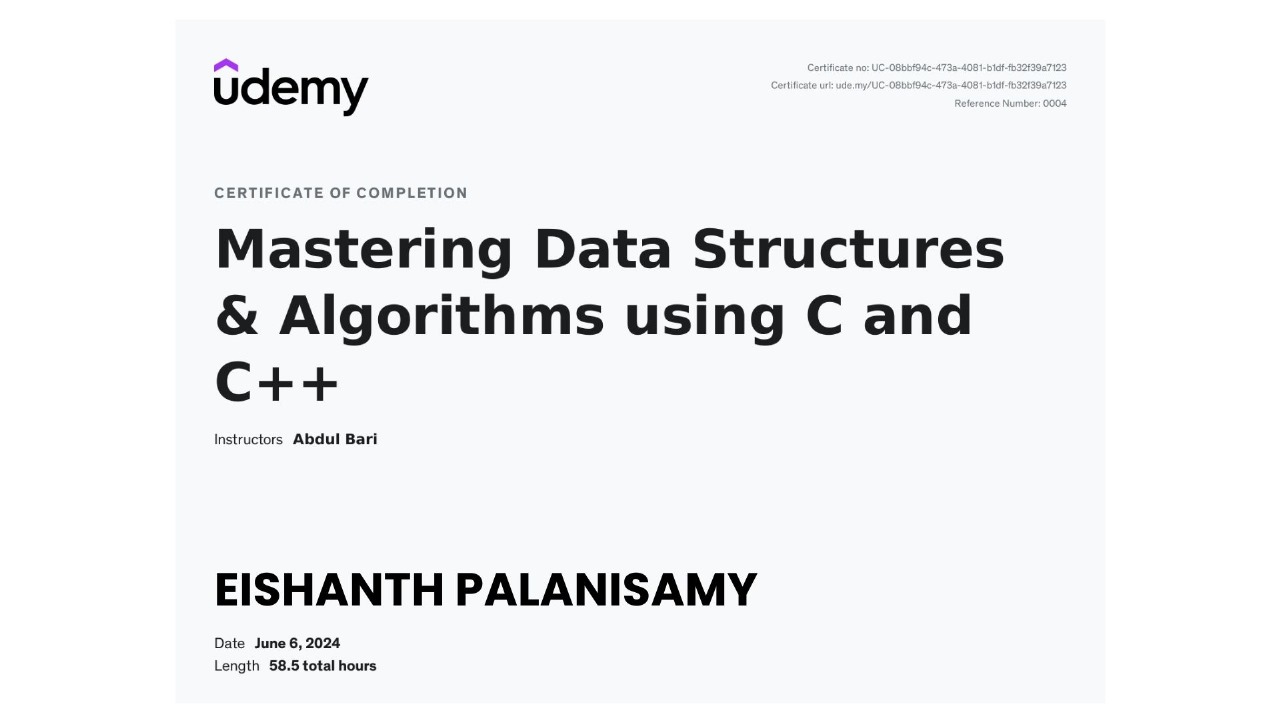 udemy
Certificate no: UC-08bbf94c-473a-4081-b1df-fb32f39a7123
Certificate url: ude.my/UC-08bbf94c-473a-4081-b1df-fb32f39a7123
Reference Number: 0004
CERTIFICATE OF COMPLETION
Mastering Data Structures
& Algorithms using C and
C++
Instructors Abdul Bari
EISHANTH PALANISAMY
Date June 6, 2024
Length 58.5 total hours